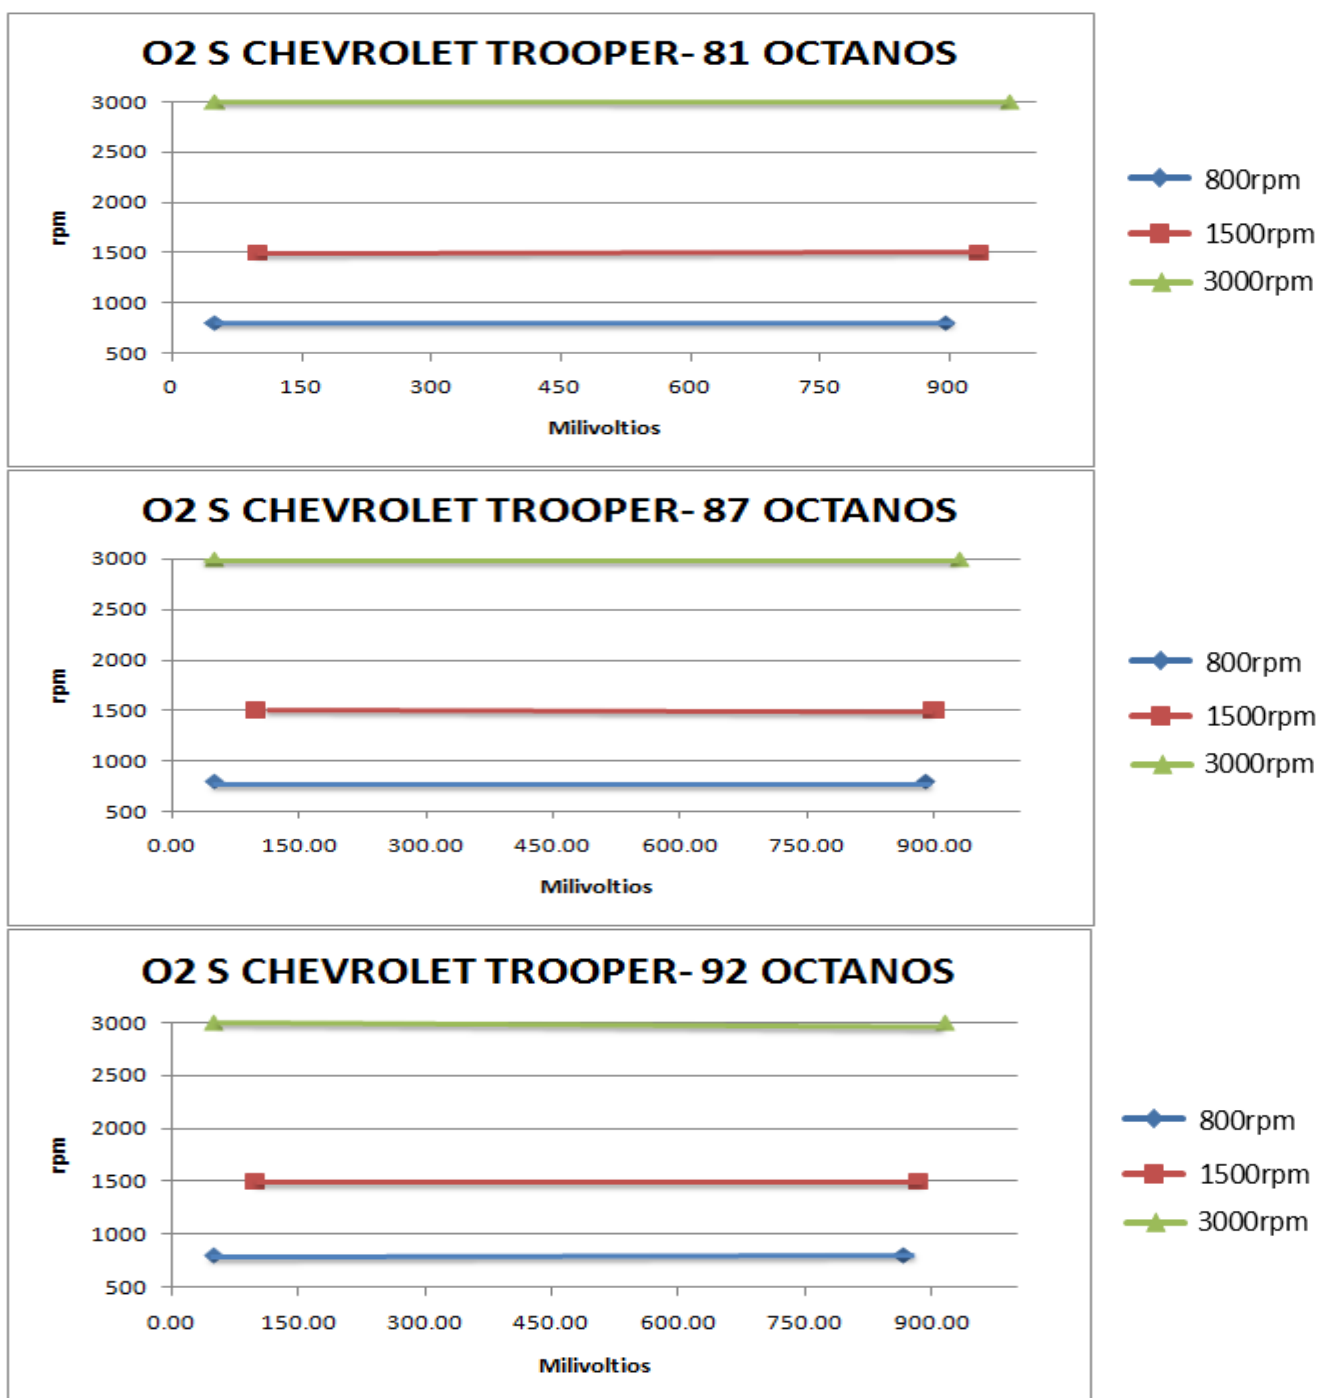 O2 S CHEVROLET TROOPER- 81 OCTANOS
3000
2500
2000
1500
1000
500
rpm
0 150 300 450 600 750 900
Milivoltios
800rpm
1500rpm
3000rpm
O2 S CHEVROLET TROOPER- 87 OCTANOS
3000
2500
2000
1500
1000
500
rpm
0.00 150.00 300.00 450.00 600.00 750.00 900.00
Milivoltios
800rpm
1500rpm
3000rpm
O2 S CHEVROLET TROOPER- 92 OCTANOS
3000
2500
2000
1500
1000
500
rpm
0.00 150.00 300.00 450.00 600.00 750.00 900.00
Milivoltios
800rpm
1500rpm
3000rpm